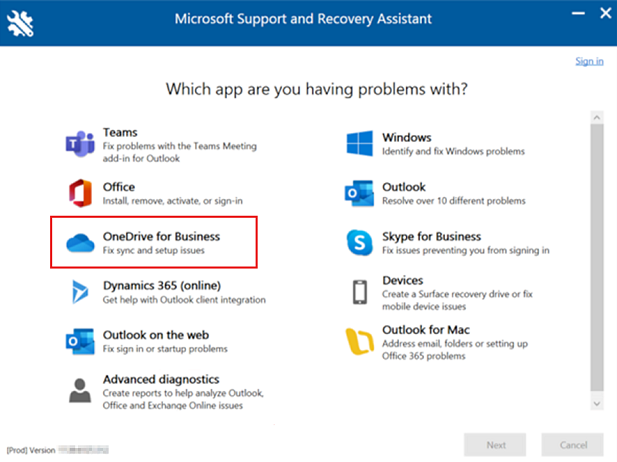 Microsoft Support and Recovery Assistant
Sign in
Which app are you having problems with?
Teams
Fix problems with the Teams Meeting
add-in for Outlook
Office
Install, remove, activate, or sign-in
OneDrive for Business
Fix sync and setup issues
Dynamics 365 (online)
Get help with Outlook client integration
Outlook on the web
Fix sign in or startup problems
Advanced diagnostics
Create reports to help analyze Outlook,
Office and Exchange Online issues
Windows
Identify and fix Windows problems
Outlook
Resolve over 10 different problems
Skype for Business
Fix issues preventing you from signing in
Devices
Create a Surface recovery drive or fix
mobile device issues
Outlook for Mac
Address email, folders or setting up
Office 365 problems
[Prod] Version
Next
Cancel